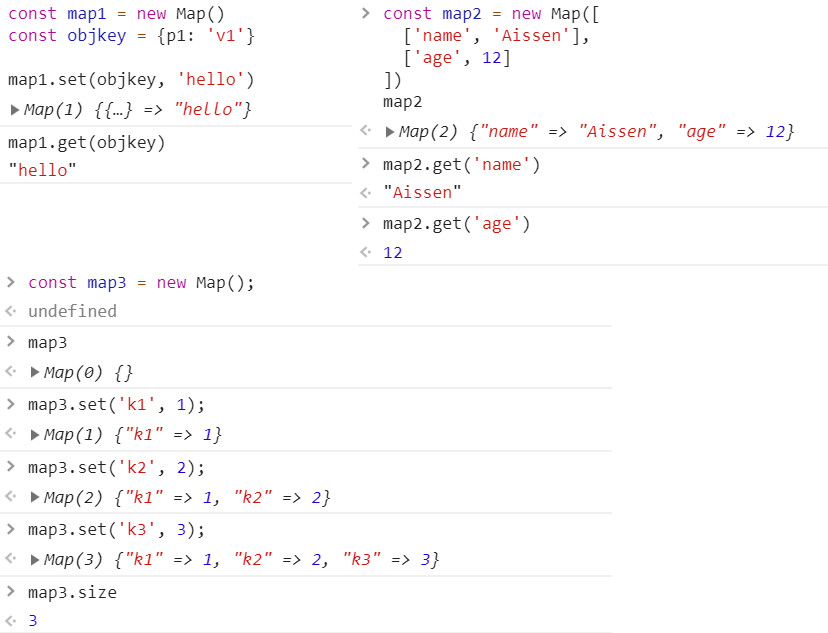 const map1 = new Map()
const objkey = {p1: 'v1'}
map1.set(objkey, 'hello')
▶Map(1) {{…} => "hello"}
map1.get(objkey)
"hello"
> const map2 = new Map([
['name', 'Aissen'],
['age', 12]
])
map2
▶Map(2) {"name" => "Aissen", "age" => 12}
> map2.get('name')
"Aissen"
> map2.get('age')
12
> const map3 = new Map();
undefined
> map3
▶Map(0) {}
> map3.set('k1', 1);
▶Map(1) {"k1" => 1}
> map3.set('k2', 2);
▶Map(2) {"k1" => 1, "k2" => 2}
> map3.set('k3', 3);
▶Map(3) {"k1" => 1, "k2" => 2, "k3" => 3}
> map3.size
3